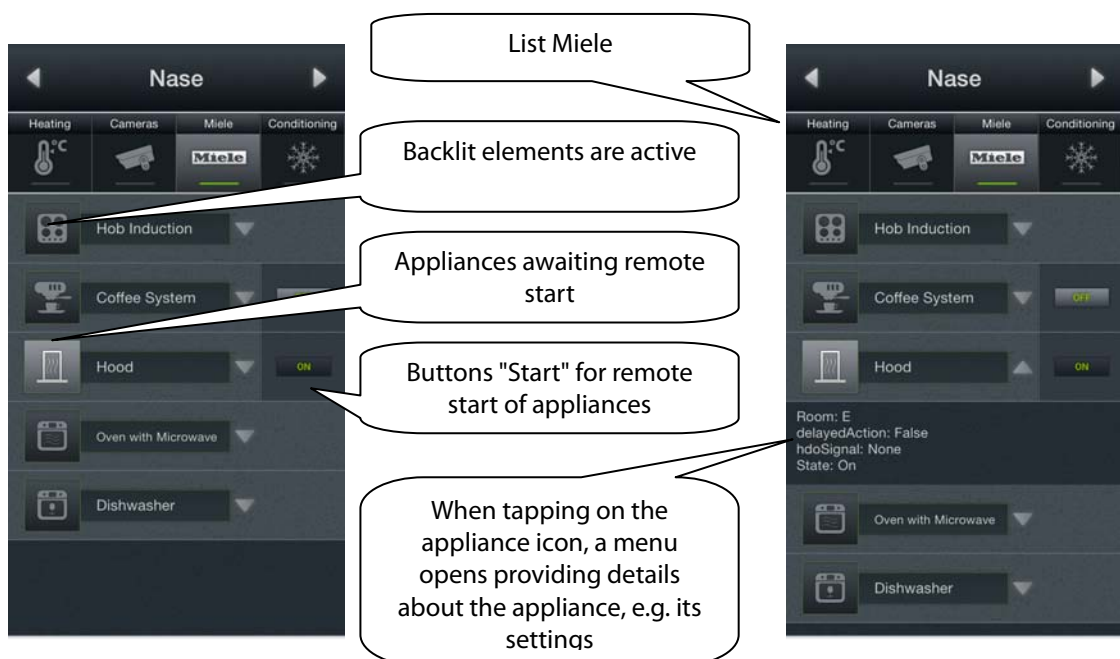 Nase
Heating Cameras Miele Conditioning
°C
Miele
Hob Induction
Coffee System
Hood
ON
Oven with Microwave
Dishwasher
List Miele
Backlit elements are active
Appliances awaiting remote
start
Buttons "Start" for remote
start of appliances
When tapping on the
appliance icon, a menu
opens providing details
about the appliance, e.g. its
settings
Nase
Heating Cameras Miele Conditioning
°C
Miele
Hob Induction
Coffee System
OFF
Hood
ON
Room: E
delayedAction: False
hdoSignal: None
State: On
Oven with Microwave
Dishwasher